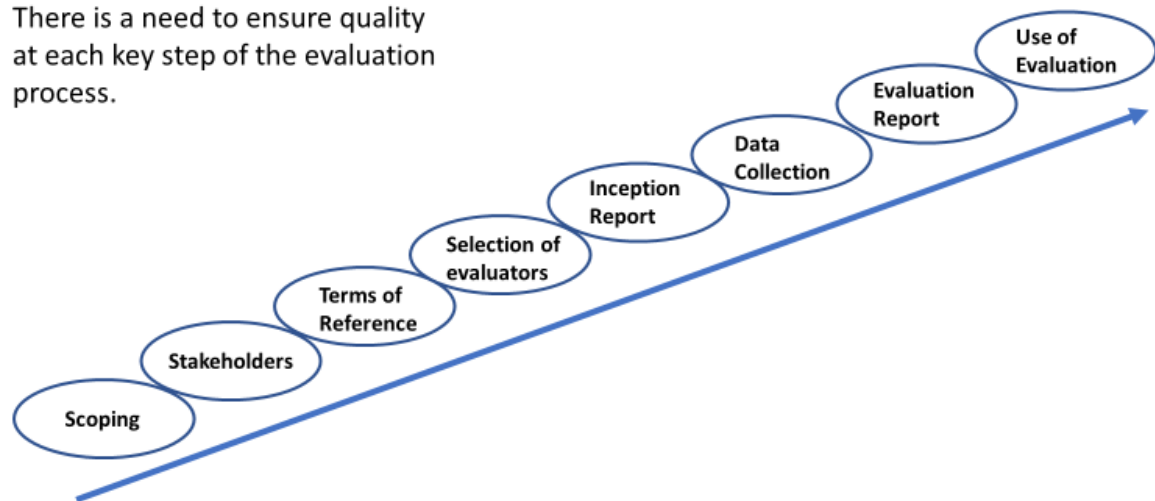 There is a need to ensure quality
at each key step of the evaluation
process.
Scoping
Stakeholders
Terms of
Reference
Selection of
evaluators
Inception
Report
Data
Collection
Evaluation
Report
Use of
Evaluation